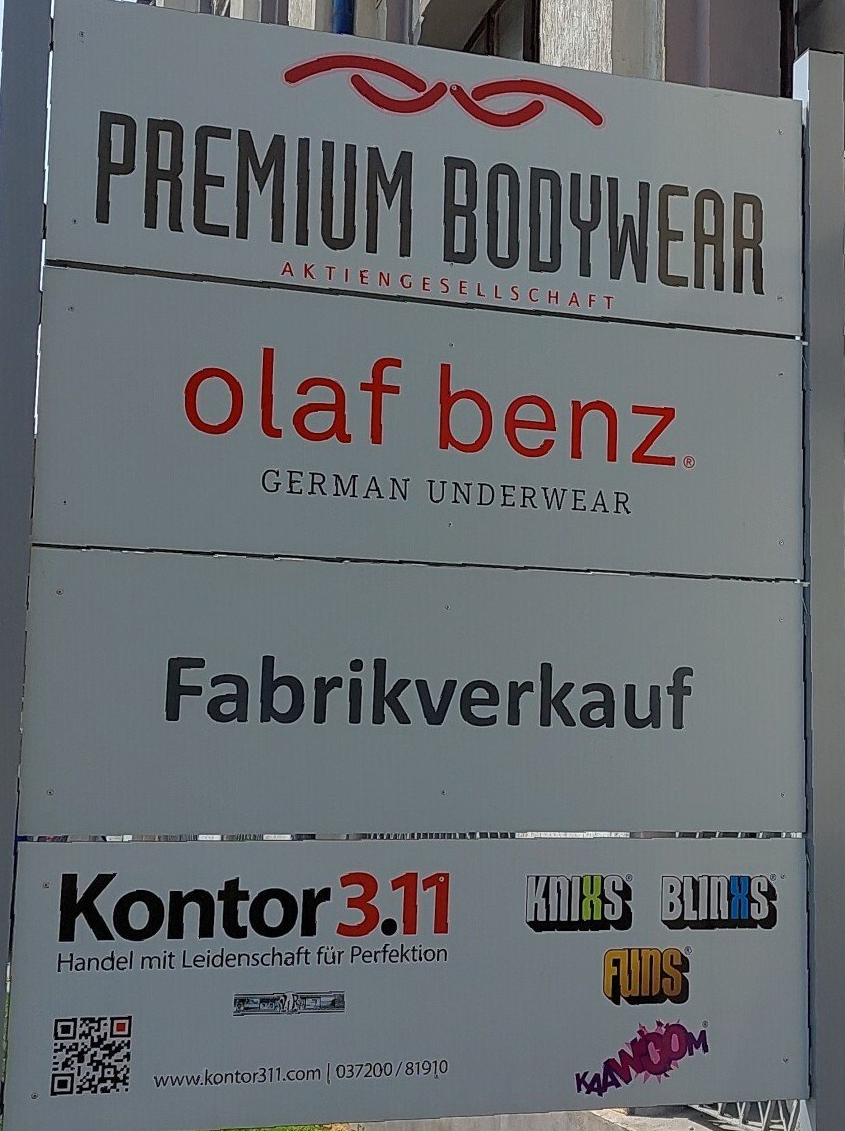 PREMIUM BODYWEAR
AKTIENGESELLSCHAFT
olaf benz®
GERMAN UNDERWEAR
Fabrikverkauf
Kontor3.11
Handel mit Leidenschaft für Perfektion
www.kontor311.com | 037200/81910
KNIXS®
BLINXS®
FUNS®
KAAWOOM®